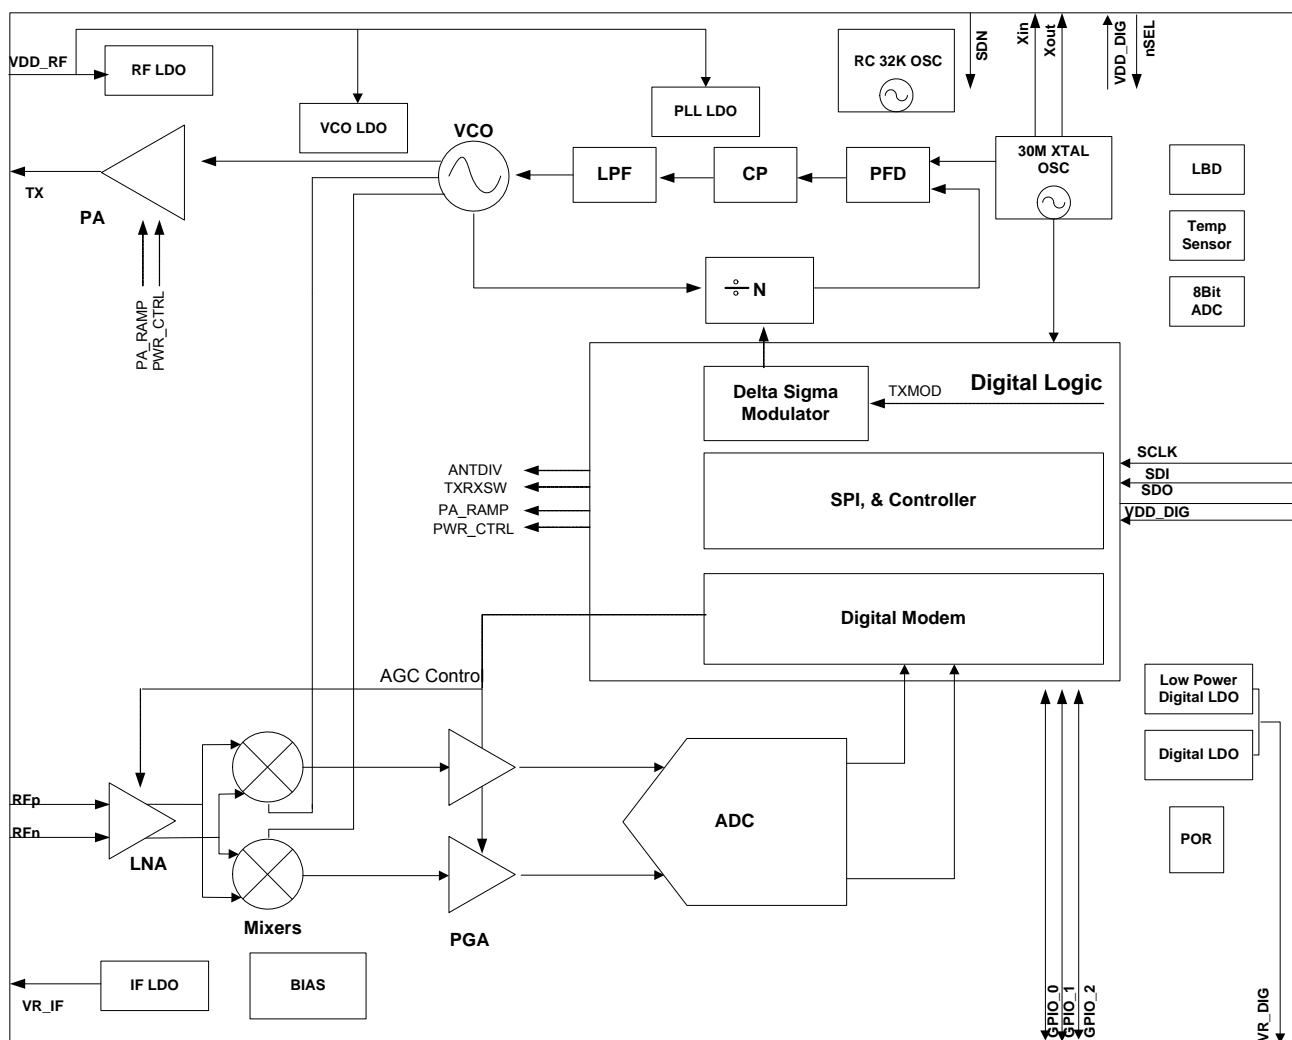 VDD_RF
RF LDO
VCO LDO
PLL LDO
RC 32K OSC
SDN
Xin
Xout
VDD_DIG
nSEL
VCO
TX
PA
LPF
CP
PFD
30M XTAL
OSC
LBD
Temp
Sensor
8Bit
ADC
PA_RAMP
PWR_CTRL
÷ N
Delta Sigma
Modulator
TXMOD
Digital Logic
ANTDIV
TXRXSW
PA_RAMP
PWR_CTRL
SPI, & Controller
SCLK
SDI
SDO
VDD_DIG
Digital Modem
AGC Control
Low Power
Digital LDO
Digital LDO
RFp
RFn
LNA
Mixers
PGA
ADC
POR
IF LDO
VR_IF
BIAS
GPIO_0
GPIO_1
GPIO_2
VR_DIG